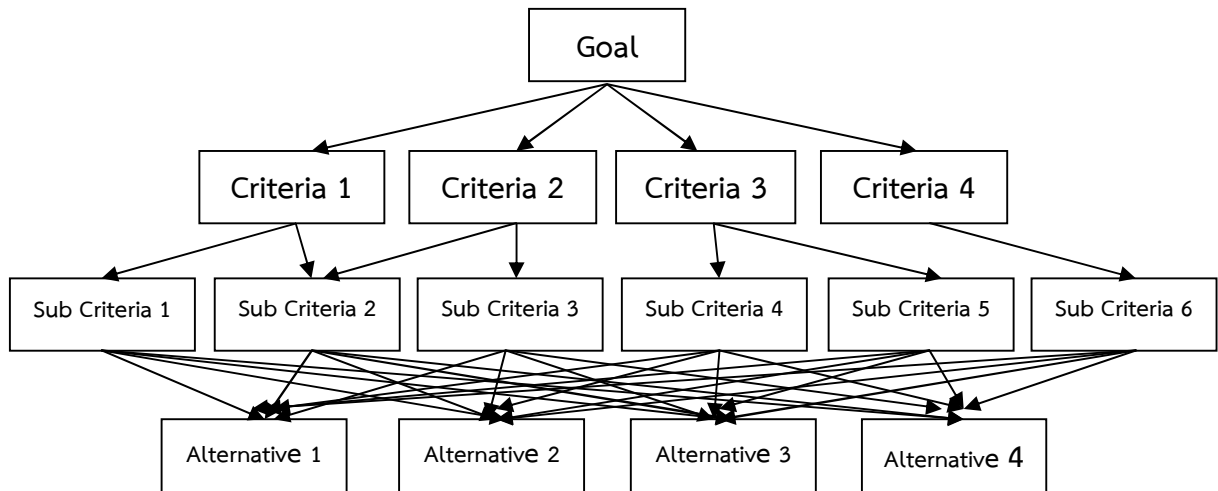 Goal
Criteria 1
Criteria 2
Criteria 3
Criteria 4
Sub Criteria 1
Sub Criteria 2
Sub Criteria 3
Sub Criteria 4
Sub Criteria 5
Sub Criteria 6
Alternative 1
Alternative 2
Alternative 3
Alternative 4